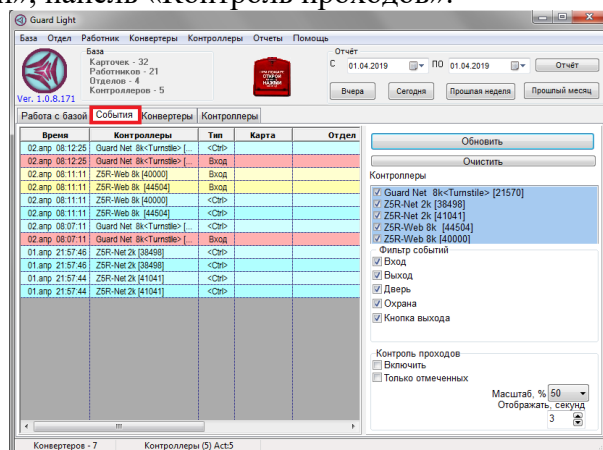 и», панель «Контроль проходов».
Guard Light
База Отдел Работник Конвертеры Контроллеры Отчеты Помощь
База
Карточек - 32
Работников - 21
Отделов - 4
Контроллеров - 5
Ver. 1.0.8.171
Отчёт
С 01.04.2019 ПО 01.04.2019 Отчёт
Вчера Сегодня Прошлая неделя Прошлый месяц
Работа с базой События Конвертеры Контроллеры
Время Контроллеры Тип Карта Отдел
02.апр 08:12:25 Guard Net 8k<Turnstile> [... <Ctrl>
02.апр 08:12:25 Guard Net 8k<Turnstile> [... Вход
02.апр 08:11:11 Z5R-Web 8k [40000] Вход
02.апр 08:11:11 Z5R-Web 8k [44504] Вход
02.апр 08:11:11 Z5R-Web 8k [40000] <Ctrl>
02.апр 08:11:11 Z5R-Web 8k [44504] <Ctrl>
02.апр 08:07:11 Guard Net 8k<Turnstile> [... <Ctrl>
02.апр 08:07:11 Guard Net 8k<Turnstile> [... Вход
01.апр 21:57:46 Z5R-Net 2k [38498] <Ctrl>
01.апр 21:57:46 Z5R-Net 2k [38498] <Ctrl>
01.апр 21:57:44 Z5R-Net 2k [41041] <Ctrl>
01.апр 21:57:44 Z5R-Net 2k [41041] <Ctrl>
Обновить
Очистить
Контроллеры
Guard Net 8k<Turnstile> [21570]
Z5R-Net 2k [38498]
Z5R-Net 2k [41041]
Z5R-Web 8k [44504]
Z5R-Web 8k [40000]
Фильтр событий
Вход
Выход
Дверь
Охрана
Кнопка выхода
Контроль проходов
Включить
Только отмеченных
Масштаб, % 50
Отображать, секунд
3
Конвертеров - 7 Контроллеры (5) Act:5